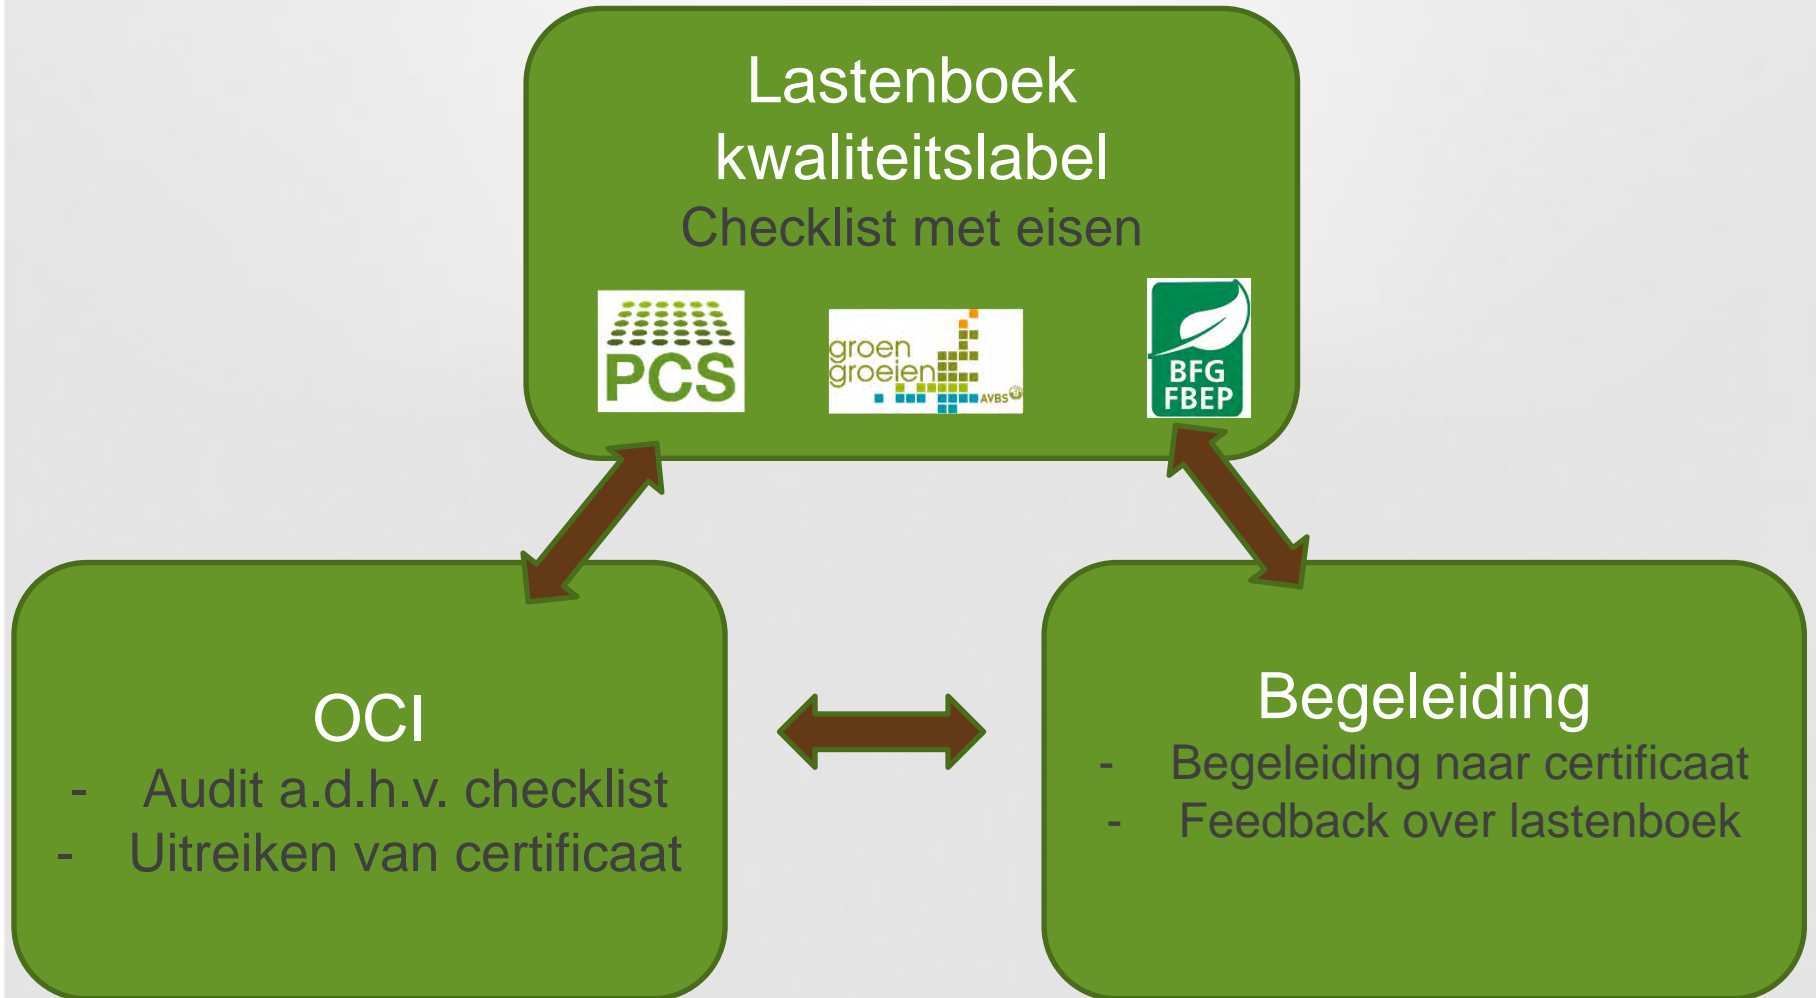 Lastenboek
kwaliteitslabel
Checklist met eisen
PCS
groen
groeien
AVBS
BFG
FBEP
OCI
- Audit a.d.h.v. checklist
- Uitreiken van certificaat
Begeleiding
- Begeleiding naar certificaat
- Feedback over lastenboek